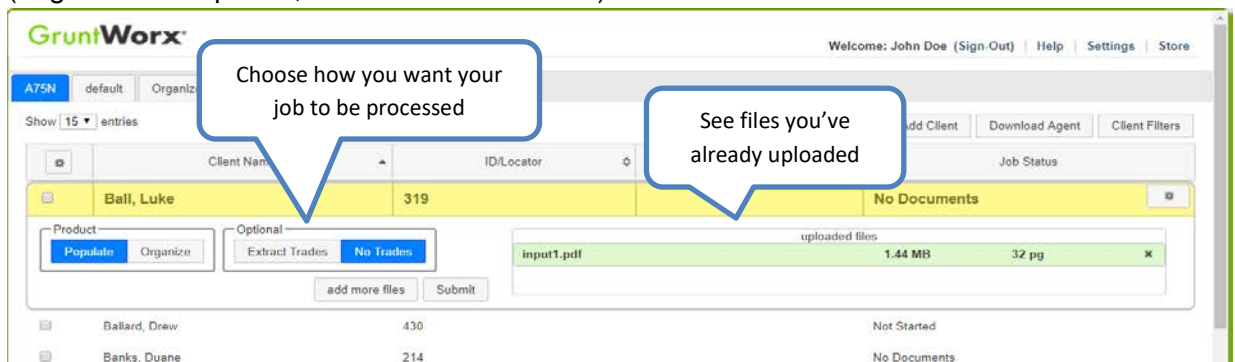 GruntWorx
Welcome: John Doe (Sign-Out) | Help | Settings | Store
Choose how you want your
job to be processed
See files you've
already uploaded
A75N default
Show 15 entries
Add Client Download Agent Client Filters
Client ID/Locator Job Status
Ball, Luke 319 No Documents
Product Optional uploaded files
Populate Organize Extract Trades No Trades input1.pdf 1.44 MB 32 pg
add more files Submit
Ballard, Drew 430 Not Started
Banks, Duane 214 No Documents